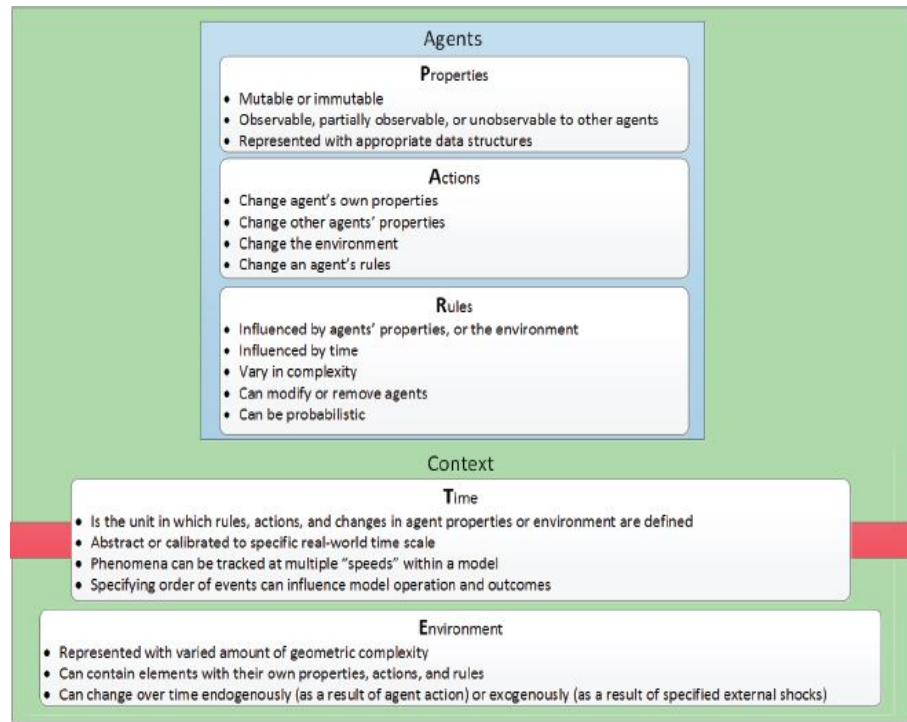 Agents
Properties
• Mutable or immutable
• Observable, partially observable, or unobservable to other agents
• Represented with appropriate data structures
Actions
• Change agent’s own properties
• Change other agents’ properties
• Change the environment
• Change an agent’s rules
Rules
• Influenced by agents’ properties, or the environment
• Influenced by time
• Vary in complexity
• Can modify or remove agents
• Can be probabilistic
Context
Time
• Is the unit in which rules, actions, and changes in agent properties or environment are defined
• Abstract or calibrated to specific real-world time scale
• Phenomena can be tracked at multiple “speeds” within a model
• Specifying order of events can influence model operation and outcomes
Environment
• Represented with varied amount of geometric complexity
• Can contain elements with their own properties, actions, and rules
• Can change over time endogenously (as a result of agent action) or exogenously (as a result of specified external shocks)